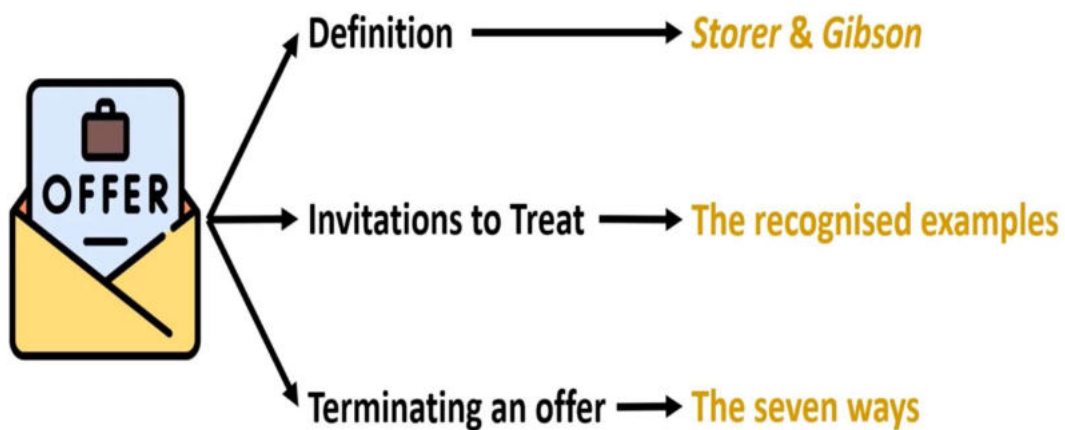 OFFER
Definition
Storer & Gibson
Invitations to Treat
The recognised examples
Terminating an offer
The seven ways